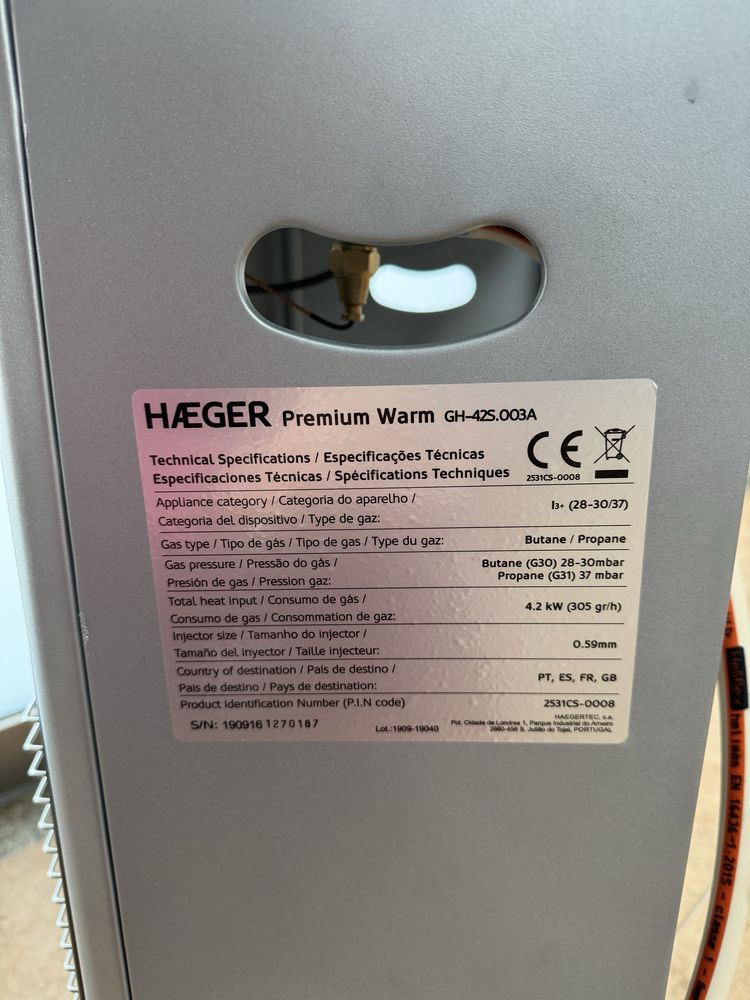 HÆGER Premium Warm GH-42S.003A
Technical Specifications / Especificações Técnicas
Especificaciones Técnicas / Spécifications Techniques
2531CS-0008
Appliance category / Categoria do aparelho /
Categoria del dispositivo / Type de gaz:
I3+ (28-30/37)
Gas type / Tipo de gás / Tipo de gas / Type du gaz:
Butane / Propane
Gas pressure / Pressão do gás /
Presión de gas / Pression gaz:
Butane (G30) 28-30mbar
Propane (G31) 37 mbar
Total heat input / Consumo de gás /
Consumo de gas / Consommation de gaz:
4.2 kW (305 gr/h)
Injector size / Tamanho do injector /
Tamaño del inyector / Taille injecteur:
0.59mm
Country of destination / País de destino /
País de destino / Pays de destination:
PT, ES, FR, GB
Product Identification Number (P.I.N code)
2531CS-0008
S/N: 190916 1270187
Lot.:1909-19040
HAEGERTEC, s.a.
Pct. Cidade de Londres 1, Parque Industrial do Arneiro
2660-456 S. Julião do Tojal, PORTUGAL
heligás EN 16436-1:2015 - classe 1 -